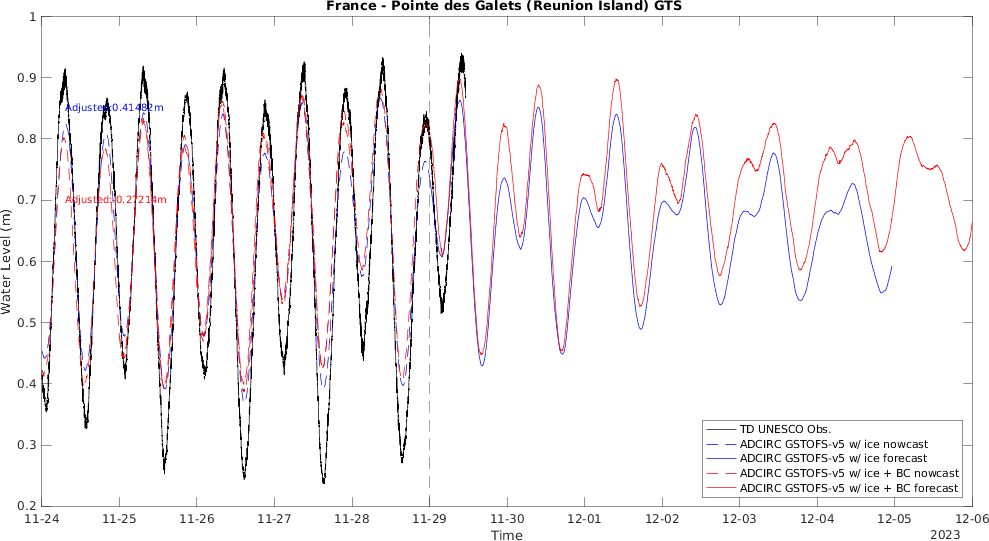 France - Pointe des Galets (Reunion Island) GTS
1
0.9
0.8
0.7
0.6
0.5
0.4
0.3
0.2
Water Level (m)
Adjusted:0.41482m
Adjusted:-0.27214m
TD UNESCO Obs.
ADCIRC GSTOFS-v5 w/ ice nowcast
ADCIRC GSTOFS-v5 w/ ice forecast
ADCIRC GSTOFS-v5 w/ ice + BC nowcast
ADCIRC GSTOFS-v5 w/ ice + BC forecast
11-24 11-25 11-26 11-27 11-28 11-29 11-30 12-01 12-02 12-03 12-04 12-05 12-06
Time
2023